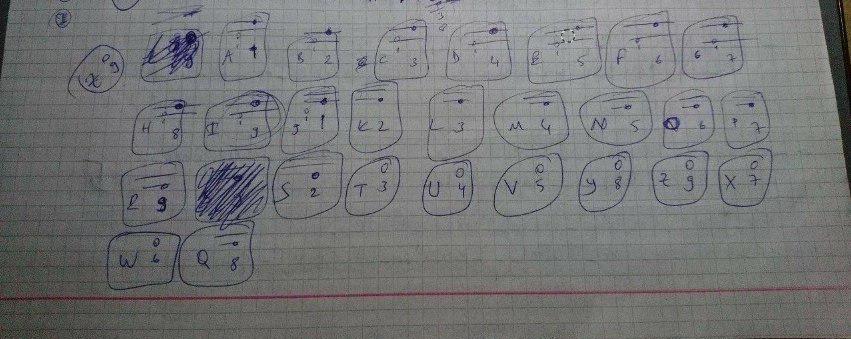 X 9 A 1 B 2 C 3 D 4 E 5 F 6 G 7
H 8 I 9 J 1 K 2 L 3 M 4 N 5 O 6 P 7
R 9 S 2 T 3 U 4 V 5 Y 8 Z 9 X 7
W 6 Q 8